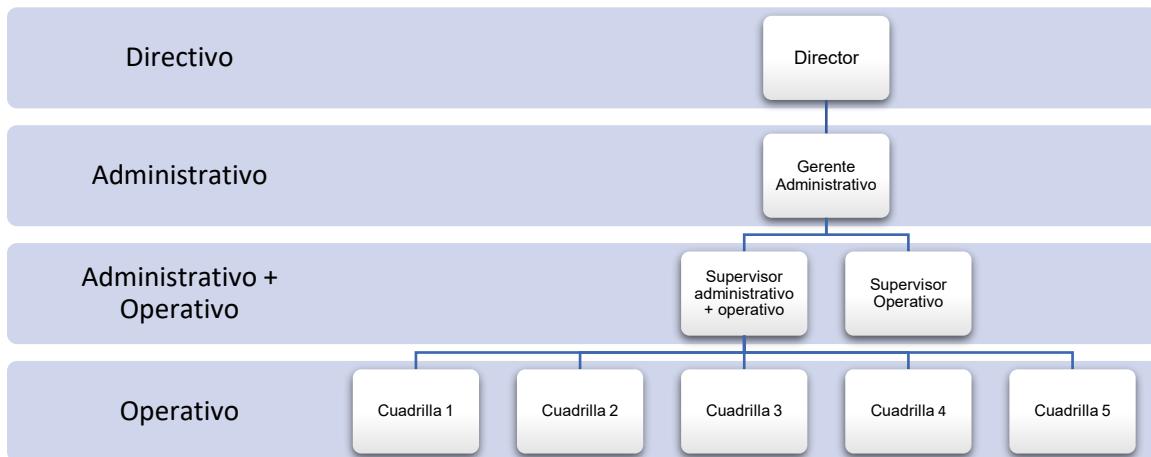 Directivo
Director
Administrativo
Gerente
Administrativo
Administrativo +
Operativo
Supervisor
administrativo
+ operativo
Supervisor
Operativo
Operativo
Cuadrilla 1
Cuadrilla 2
Cuadrilla 3
Cuadrilla 4
Cuadrilla 5